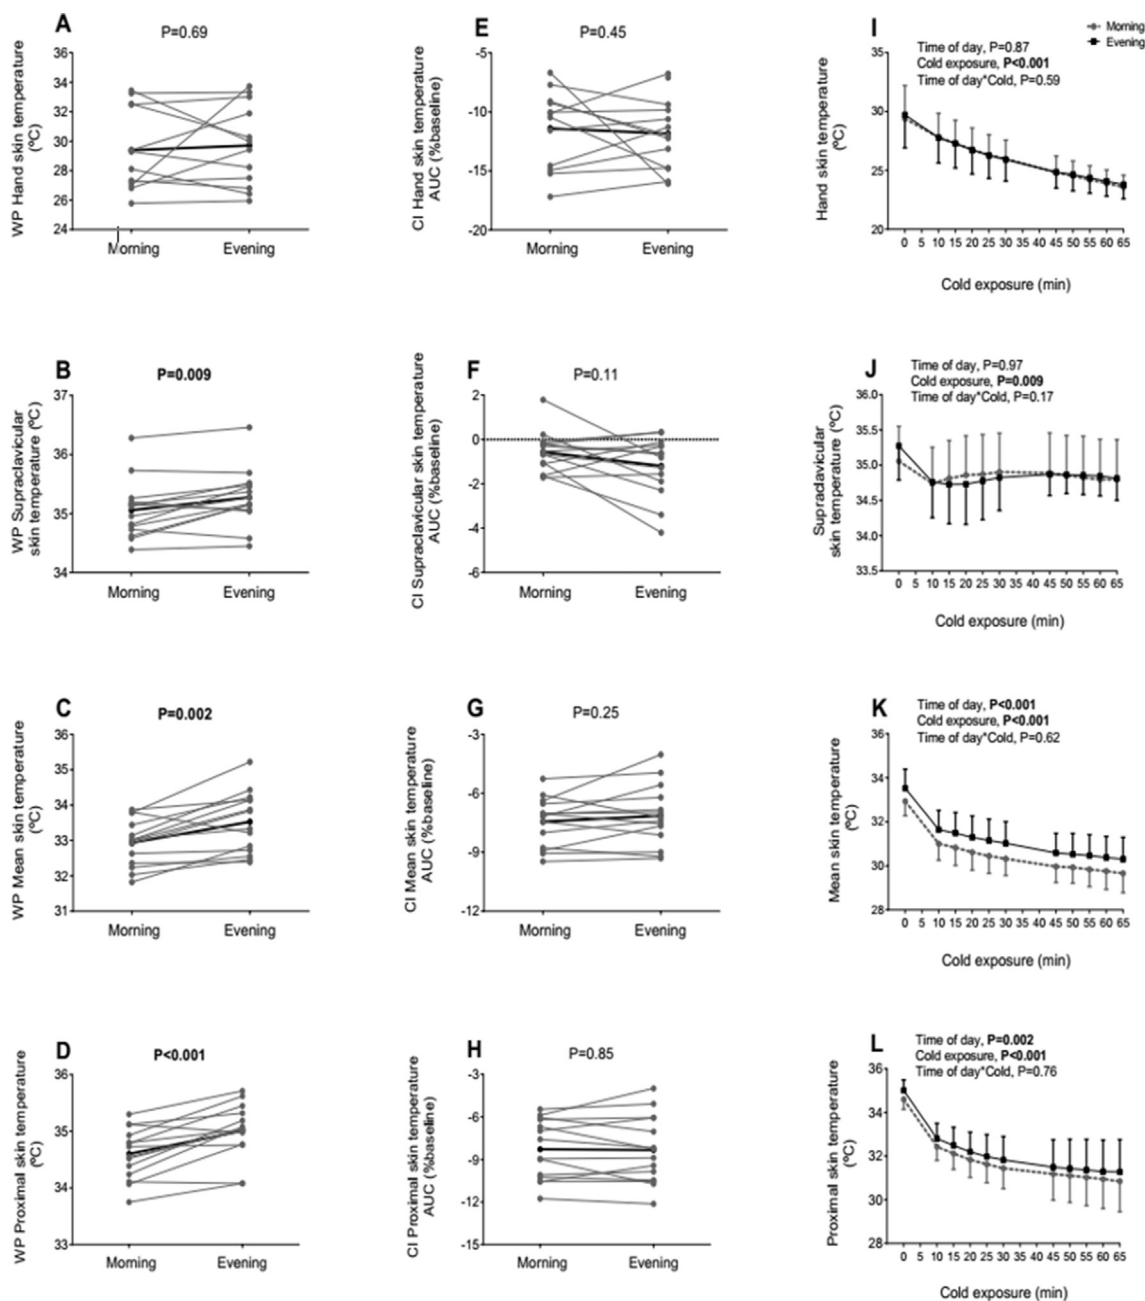 A
P=0.69
WP Hand skin temperature
(ºC)
36
34
32
30
28
26
24
Morning
Evening
E
P=0.45
CI Hand skin temperature
AUC (%baseline)
-5
-10
-15
-20
Morning
Evening
I
Morning
Evening
Time of day, P=0.87
Cold exposure, P<0.001
Time of day*Cold, P=0.59
Hand skin temperature
(ºC)
35
30
25
20
0 5 10 15 20 25 30 35 40 45 50 55 60 65
Cold exposure (min)
B
P=0.009
WP Supraclavicular
skin temperature (ºC)
37
36
35
34
Morning
Evening
F
P=0.11
CI Supraclavicular skin temperature
AUC (%baseline)
2
0
-2
-4
-6
Morning
Evening
J
Time of day, P=0.97
Cold exposure, P=0.009
Time of day*Cold, P=0.17
Supraclavicular
skin temperature (ºC)
36.0
35.5
35.0
34.5
34.0
33.5
0 5 10 15 20 25 30 35 40 45 50 55 60 65
Cold exposure (min)
C
P=0.002
WP Mean skin temperature
(ºC)
36
35
34
33
32
31
Morning
Evening
G
P=0.25
CI Mean skin temperature
AUC (%baseline)
-3
-6
-9
-12
Morning
Evening
K
Time of day, P<0.001
Cold exposure, P<0.001
Time of day*Cold, P=0.62
Mean skin temperature
(ºC)
36
34
32
30
28
0 5 10 15 20 25 30 35 40 45 50 55 60 65
Cold exposure (min)
D
P<0.001
WP Proximal skin temperature
(ºC)
36
35
34
33
Morning
Evening
H
P=0.85
CI Proximal skin temperature
AUC (%baseline)
-3
-6
-9
-12
-15
Morning
Evening
L
Time of day, P=0.002
Cold exposure, P<0.001
Time of day*Cold, P=0.76
Proximal skin temperature
(ºC)
36
34
32
30
28
0 5 10 15 20 25 30 35 40 45 50 55 60 65
Cold exposure (min)